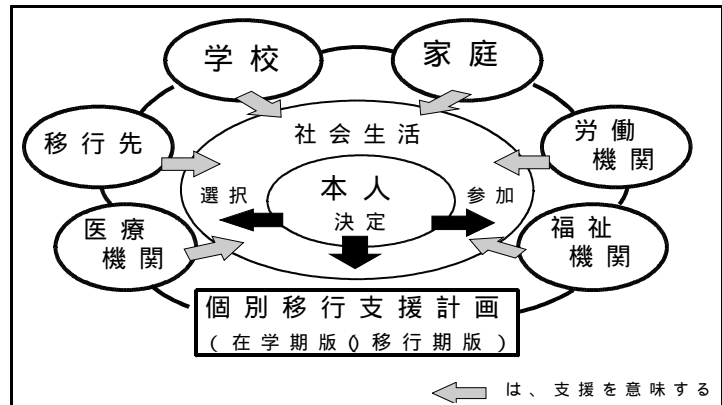 学校
家庭
移行先
社会生活
労働
機関
選択
本人
参加
決定
医療
機関
福祉
機関
個別移行支援計画
(在学期版)(移行期版)
は、支援を意味する